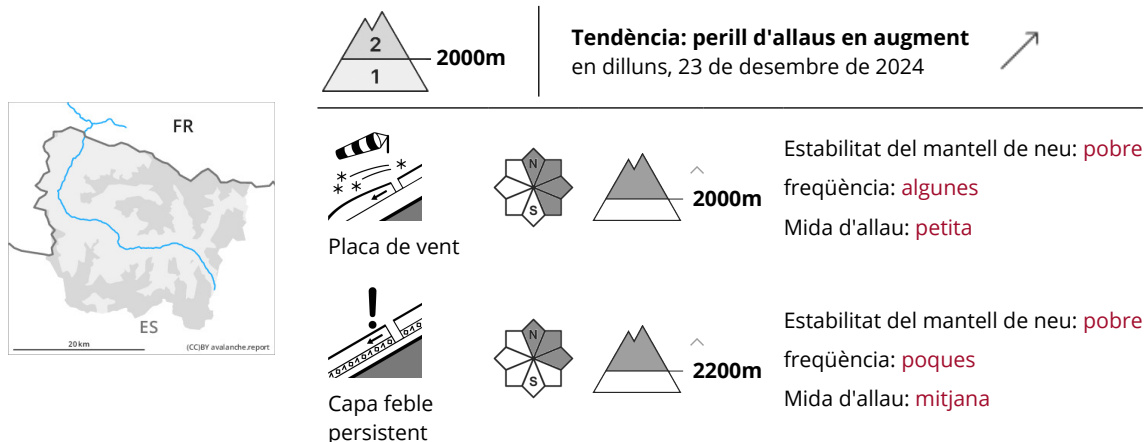 2
1
2000m
Tendència: perill d'allaus en augment
en dilluns, 23 de desembre de 2024
FR
ES
20 km
(CC)BY avalanche.report
Placa de vent
N
S
2000m
Estabilitat del mantell de neu: pobre
freqüència: algunes
Mida d'allau: petita
Capa feble
persistent
N
S
2200m
Estabilitat del mantell de neu: pobre
freqüència: poques
Mida d'allau: mitjana